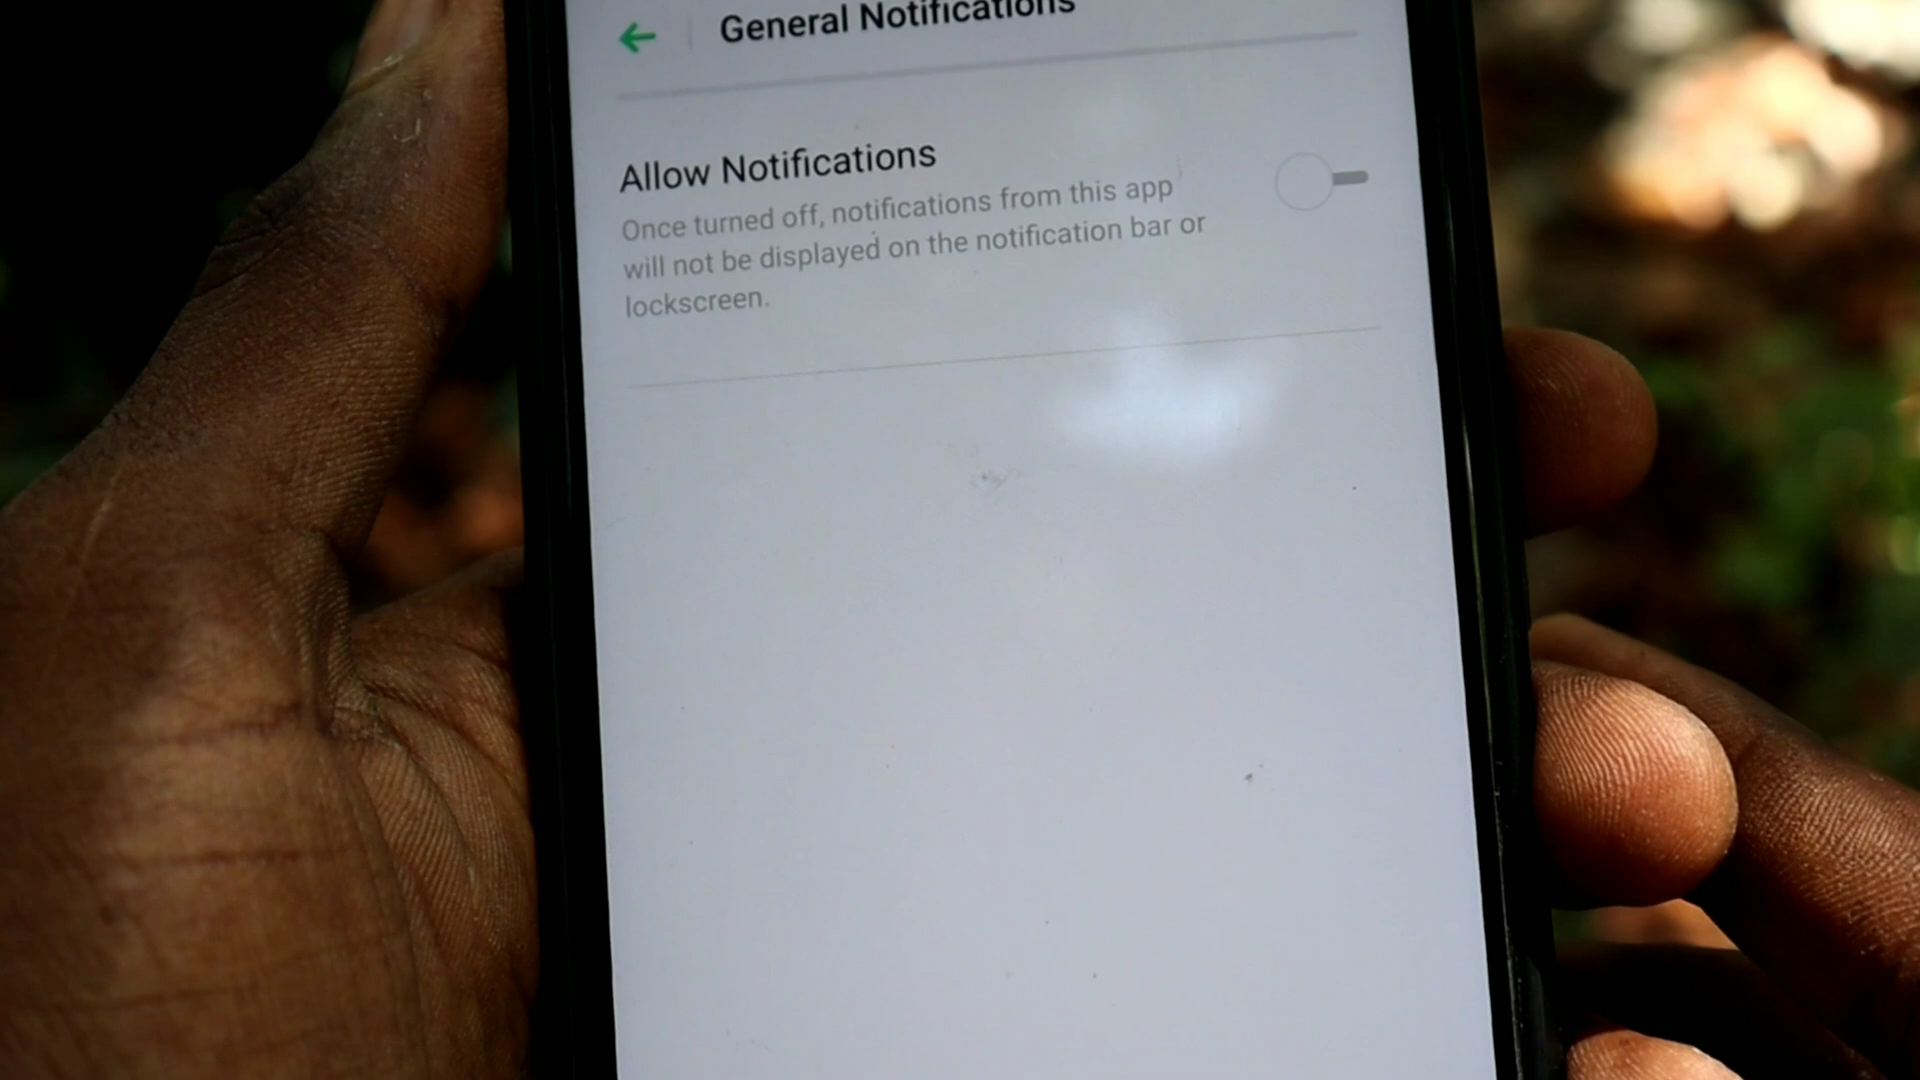 General Notifications
Allow Notifications
Once turned off, notifications from this app
will not be displayed on the notification bar or
lockscreen.